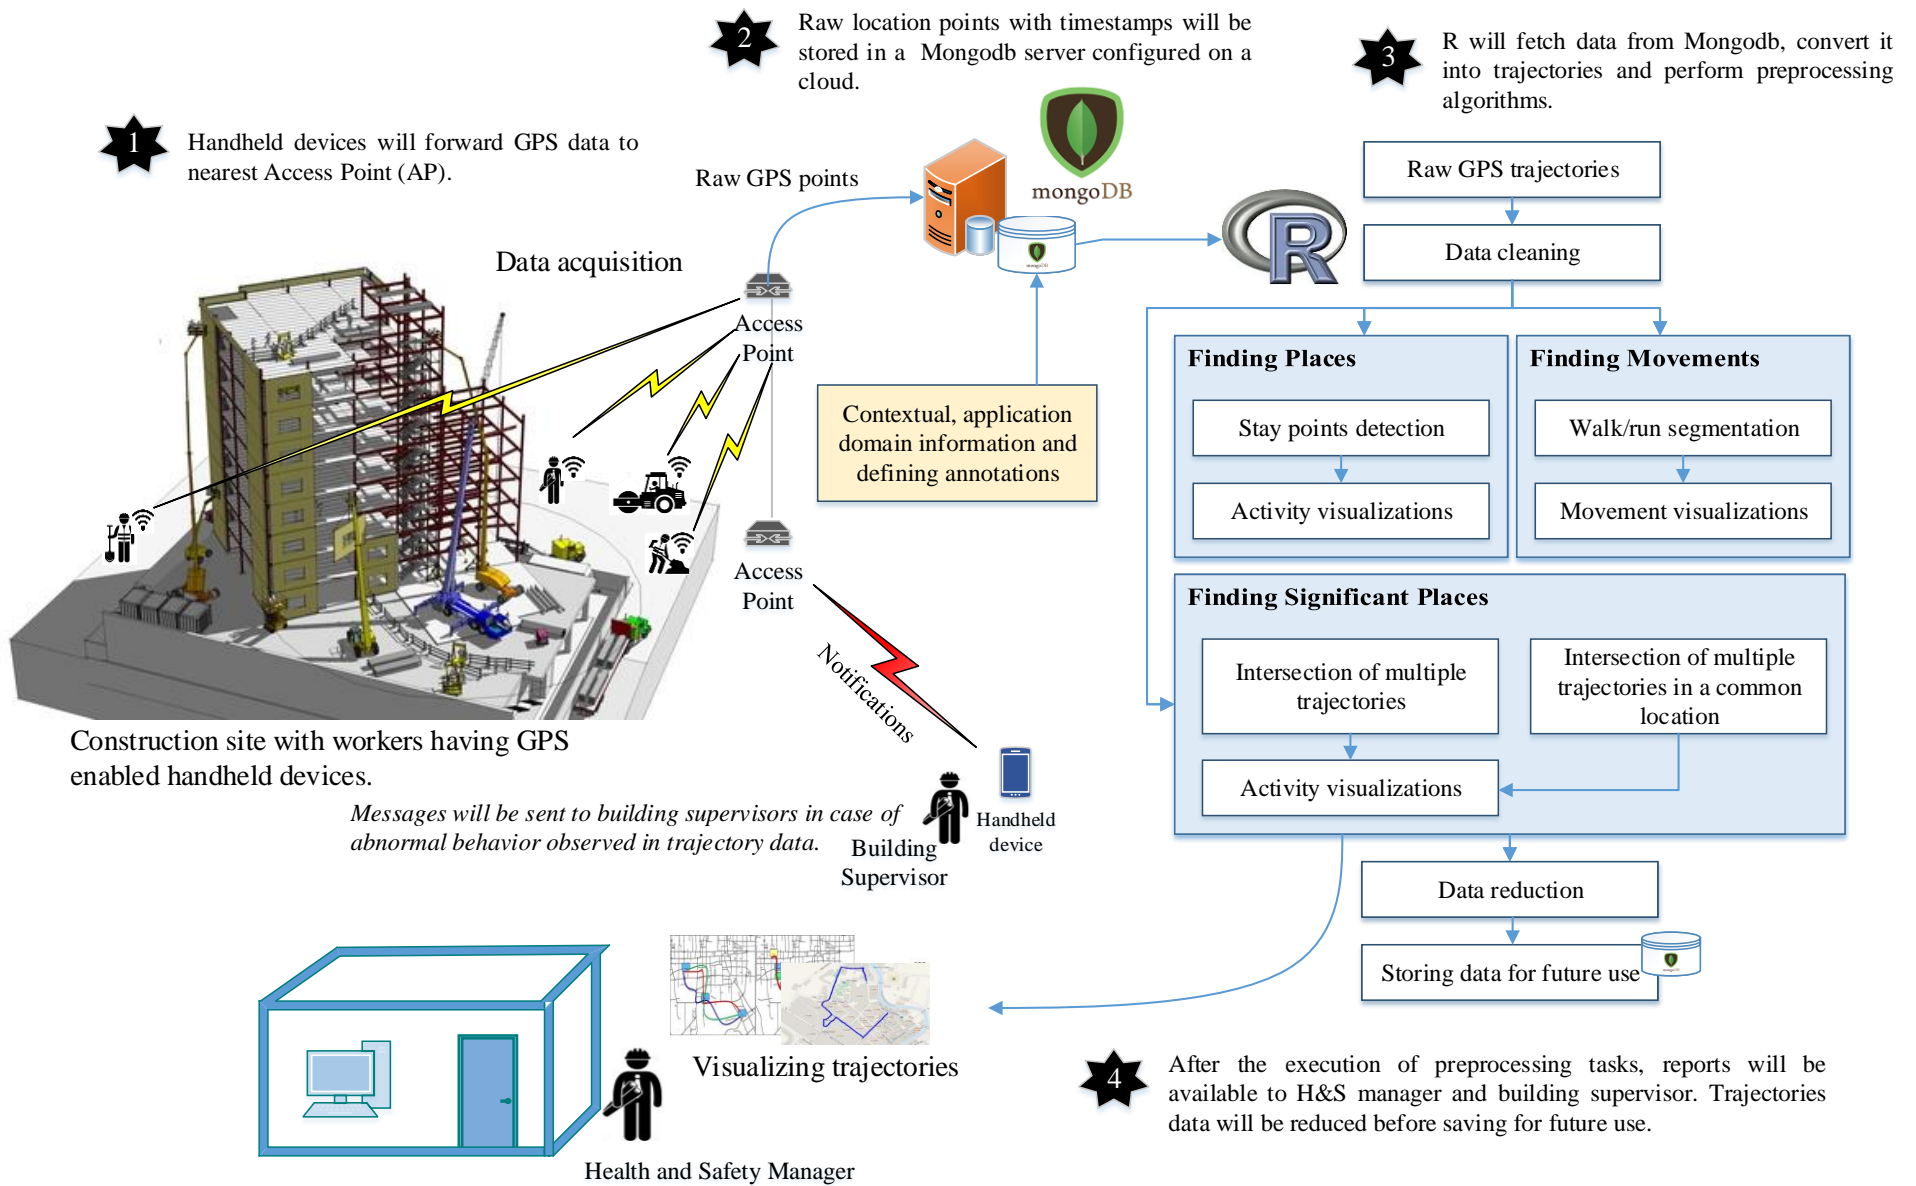 1
Handheld devices will forward GPS data to
nearest Access Point (AP).
2
Raw location points with timestamps will be
stored in a Mongodb server configured on a
cloud.
3
R will fetch data from Mongodb, convert it
into trajectories and perform preprocessing
algorithms.
mongoDB
Raw GPS points
Data acquisition
Access
Point
mongoDB
R
Contextual, application
domain information and
defining annotations
Access
Point
Notifications
Construction site with workers having GPS
enabled handheld devices.
Messages will be sent to building supervisors in case of
abnormal behavior observed in trajectory data.
Building
Supervisor
Handheld
device
Raw GPS trajectories
Data cleaning
Finding Places
Stay points detection
Activity visualizations
Finding Movements
Walk/run segmentation
Movement visualizations
Finding Significant Places
Intersection of multiple
trajectories
Intersection of multiple
trajectories in a common
location
Activity visualizations
Data reduction
Storing data for future use
mongoDB
Visualizing trajectories
Health and Safety Manager
4
After the execution of preprocessing tasks, reports will be
available to H&S manager and building supervisor. Trajectories
data will be reduced before saving for future use.